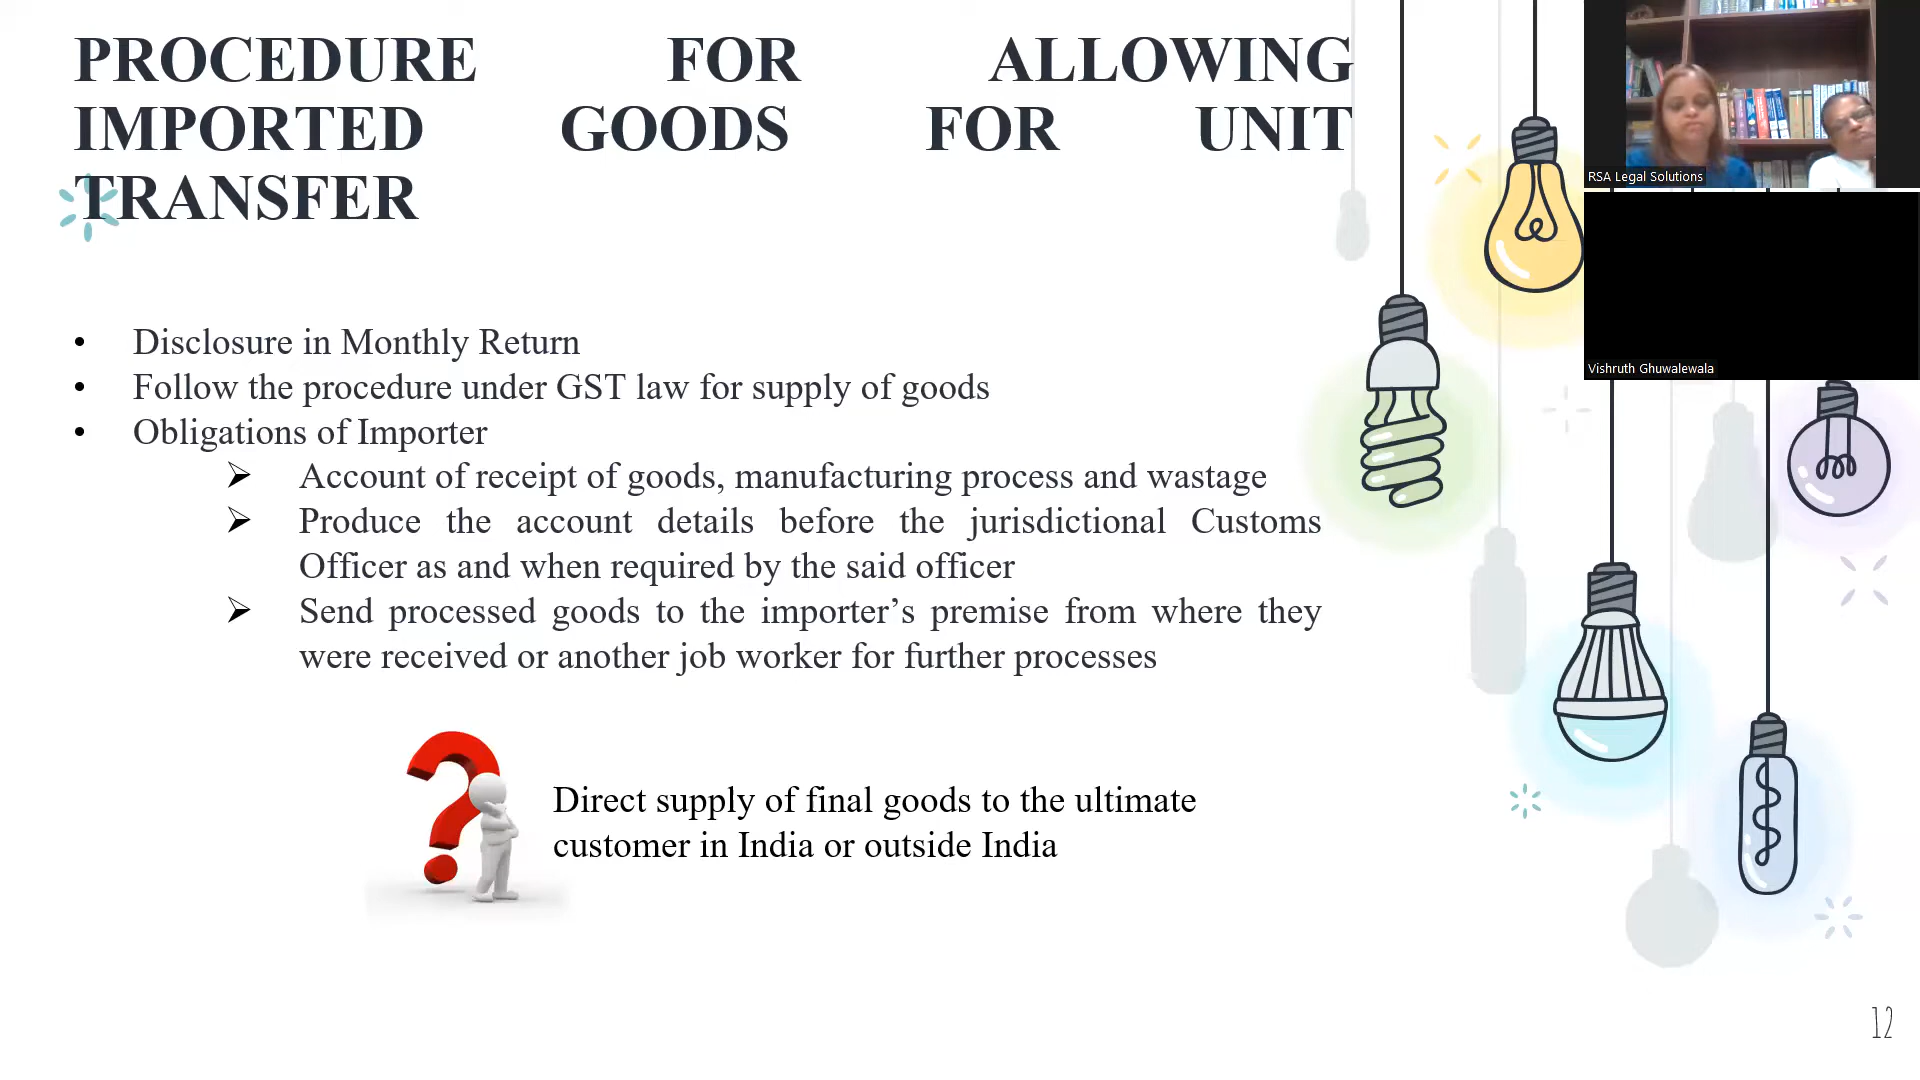 PROCEDURE FOR ALLOWING
IMPORTED GOODS FOR UNIT
TRANSFER
• Disclosure in Monthly Return
• Follow the procedure under GST law for supply of goods
• Obligations of Importer
➢ Account of receipt of goods, manufacturing process and wastage
➢ Produce the account details before the jurisdictional Customs
Officer as and when required by the said officer
➢ Send processed goods to the importer’s premise from where they
were received or another job worker for further processes
Direct supply of final goods to the ultimate
customer in India or outside India
RSA Legal Solutions
Vishruth Ghuwalewala
12